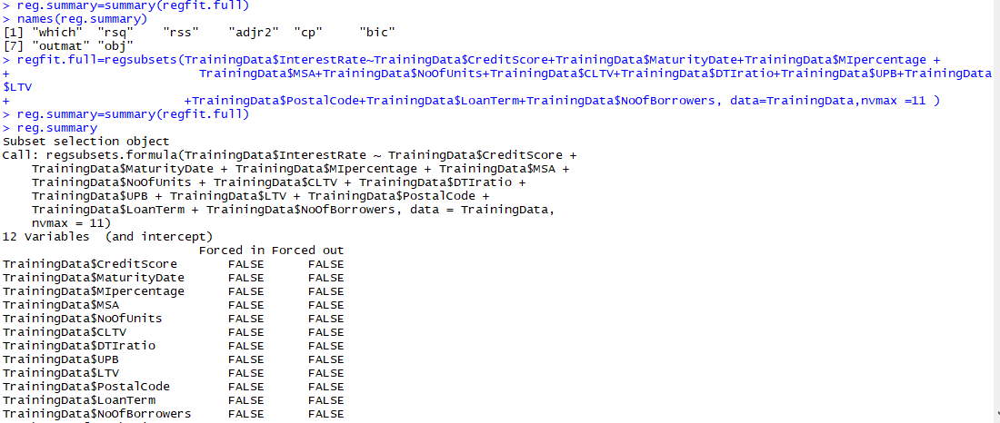 > reg.summary=summary(regfit.full)
> names(reg.summary)
[1] "which"  "rsq"    "rss"    "adjr2"  "cp"     "bic"
[7] "outmat" "obj"
> regfit.full=regsubsets(TrainingData$InterestRate~TrainingData$CreditScore+TrainingData$MaturityDate+TrainingData$MIpercentage +
+                          TrainingData$MSA+TrainingData$NoOfUnits+TrainingData$CLTV+TrainingData$DTIratio+TrainingData$UPB+TrainingData
$LTV
+                        +TrainingData$PostalCode+TrainingData$LoanTerm+TrainingData$NoOfBorrowers, data=TrainingData,nvmax =11 )
> reg.summary=summary(regfit.full)
> reg.summary
Subset selection object
Call: regsubsets.formula(TrainingData$InterestRate ~ TrainingData$CreditScore +
    TrainingData$MaturityDate + TrainingData$MIpercentage + TrainingData$MSA +
    TrainingData$NoOfUnits + TrainingData$CLTV + TrainingData$DTIratio +
    TrainingData$UPB + TrainingData$LTV + TrainingData$PostalCode +
    TrainingData$LoanTerm + TrainingData$NoOfBorrowers, data = TrainingData,
    nvmax = 11)
12 Variables  (and intercept)
                           Forced in Forced out
TrainingData$CreditScore       FALSE      FALSE
TrainingData$MaturityDate      FALSE      FALSE
TrainingData$MIpercentage      FALSE      FALSE
TrainingData$MSA               FALSE      FALSE
TrainingData$NoOfUnits         FALSE      FALSE
TrainingData$CLTV              FALSE      FALSE
TrainingData$DTIratio          FALSE      FALSE
TrainingData$UPB               FALSE      FALSE
TrainingData$LTV               FALSE      FALSE
TrainingData$PostalCode        FALSE      FALSE
TrainingData$LoanTerm          FALSE      FALSE
TrainingData$NoOfBorrowers     FALSE      FALSE